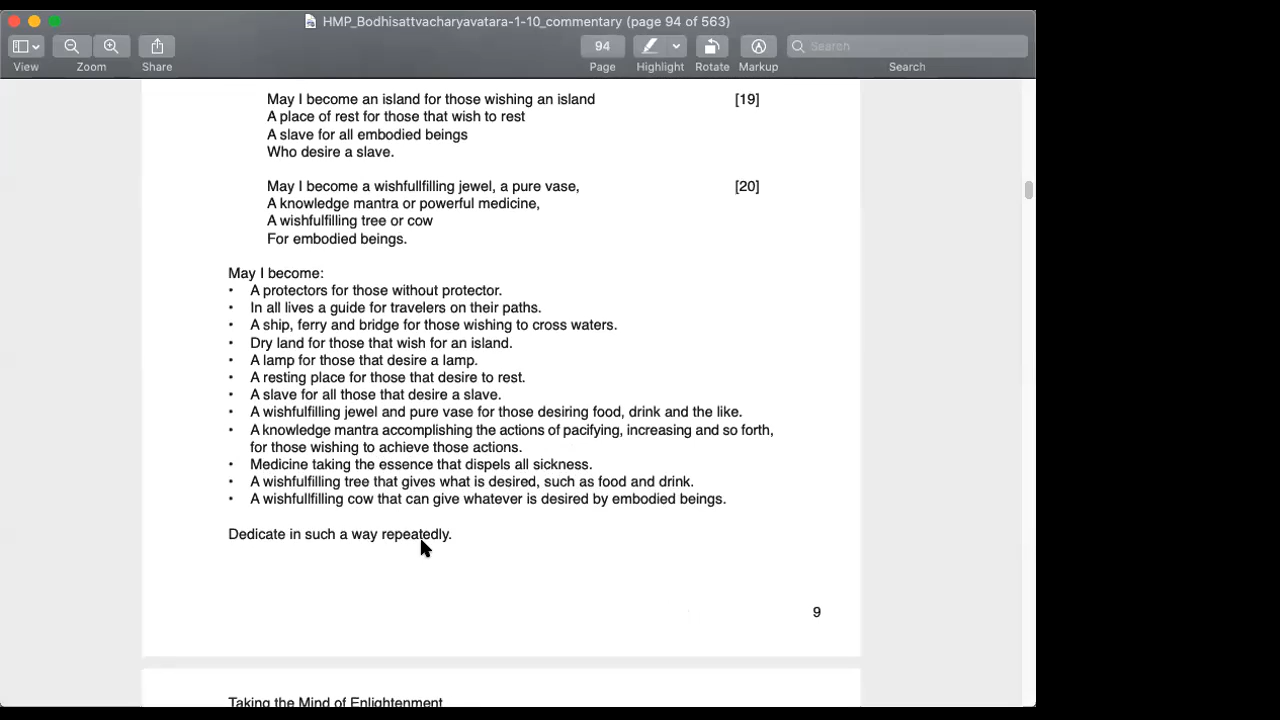 HMP_Bodhisattvacharyavatara-1-10_commentary (page 94 of 563)
94
Search
View
Zoom
Share
Page
Highlight
Rotate
Markup
Search
May I become an island for those wishing an island [19]
A place of rest for those that wish to rest
A slave for all embodied beings
Who desire a slave.
May I become a wishfullfilling jewel, a pure vase, [20]
A knowledge mantra or powerful medicine,
A wishfulfilling tree or cow
For embodied beings.
May I become:
• A protectors for those without protector.
• In all lives a guide for travelers on their paths.
• A ship, ferry and bridge for those wishing to cross waters.
• Dry land for those that wish for an island.
• A lamp for those that desire a lamp.
• A resting place for those that desire to rest.
• A slave for all those that desire a slave.
• A wishfulfilling jewel and pure vase for those desiring food, drink and the like.
• A knowledge mantra accomplishing the actions of pacifying, increasing and so forth,
for those wishing to achieve those actions.
• Medicine taking the essence that dispels all sickness.
• A wishfulfilling tree that gives what is desired, such as food and drink.
• A wishfullfilling cow that can give whatever is desired by embodied beings.
Dedicate in such a way repeatedly.
9
Taking the Mind of Enlightenment